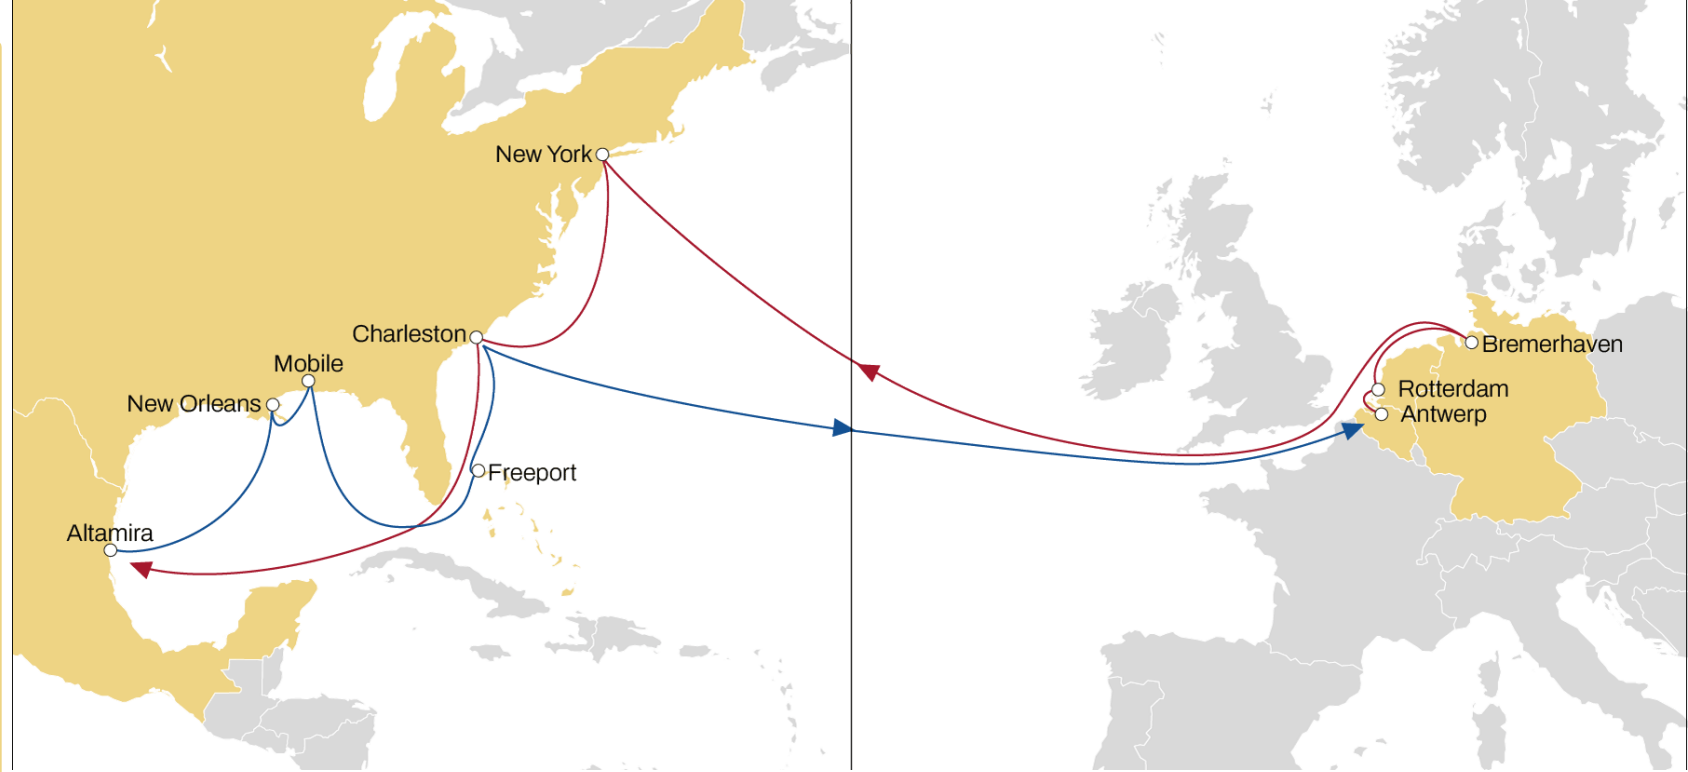 New York
Charleston
Mobile
New Orleans
Freeport
Altamira
Bremerhaven
Rotterdam
Antwerp